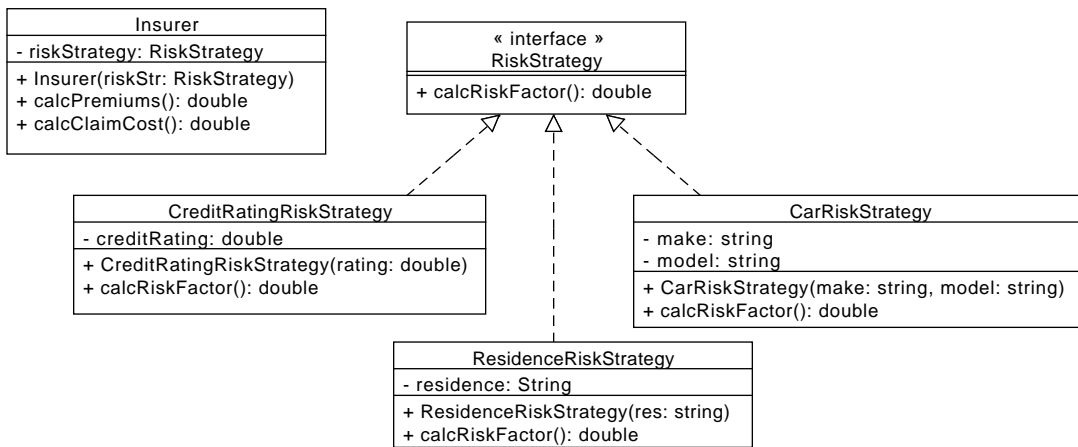 Insurer
- riskStrategy: RiskStrategy
+ Insurer(riskStr: RiskStrategy)
+ calcPremiums(): double
+ calcClaimCost(): double
« interface »
RiskStrategy
+ calcRiskFactor(): double
CreditRatingRiskStrategy
- creditRating: double
+ CreditRatingRiskStrategy(rating: double)
+ calcRiskFactor(): double
CarRiskStrategy
- make: string
- model: string
+ CarRiskStrategy(make: string, model: string)
+ calcRiskFactor(): double
ResidenceRiskStrategy
- residence: String
+ ResidenceRiskStrategy(res: string)
+ calcRiskFactor(): double